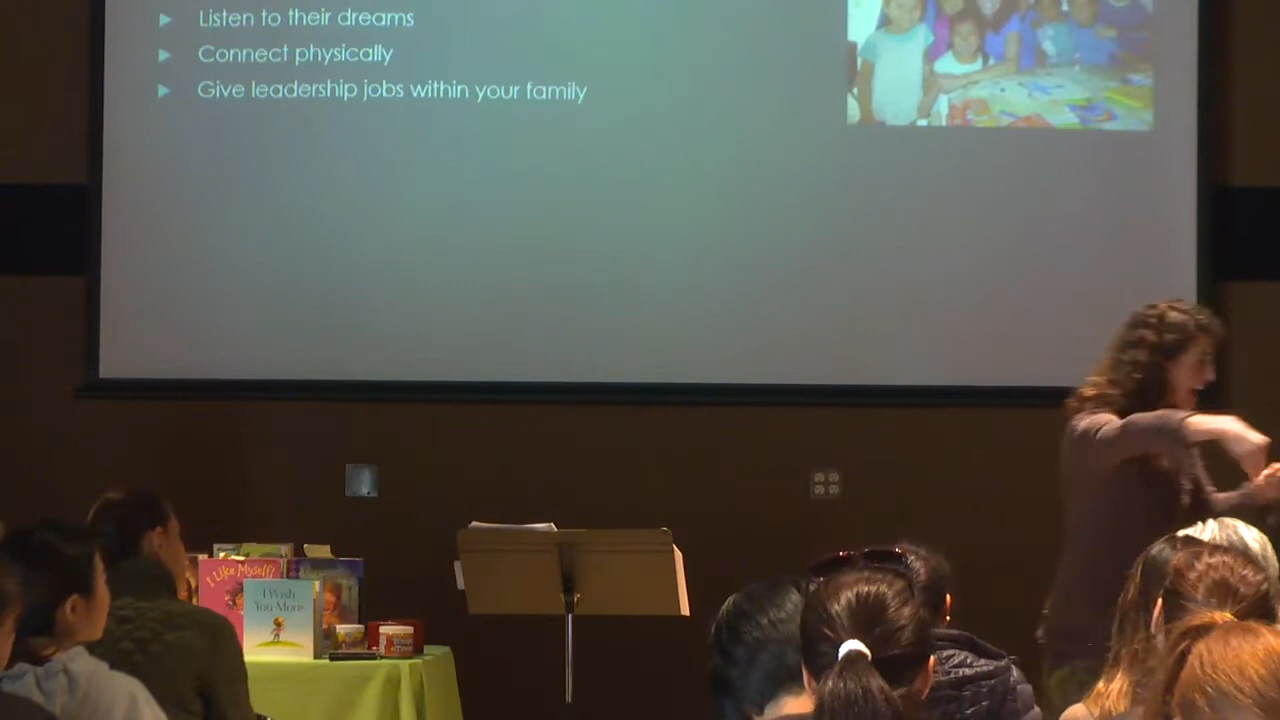 Listen to their dreams
Connect physically
Give leadership jobs within your family
I Like Myself!
I Wish
You More